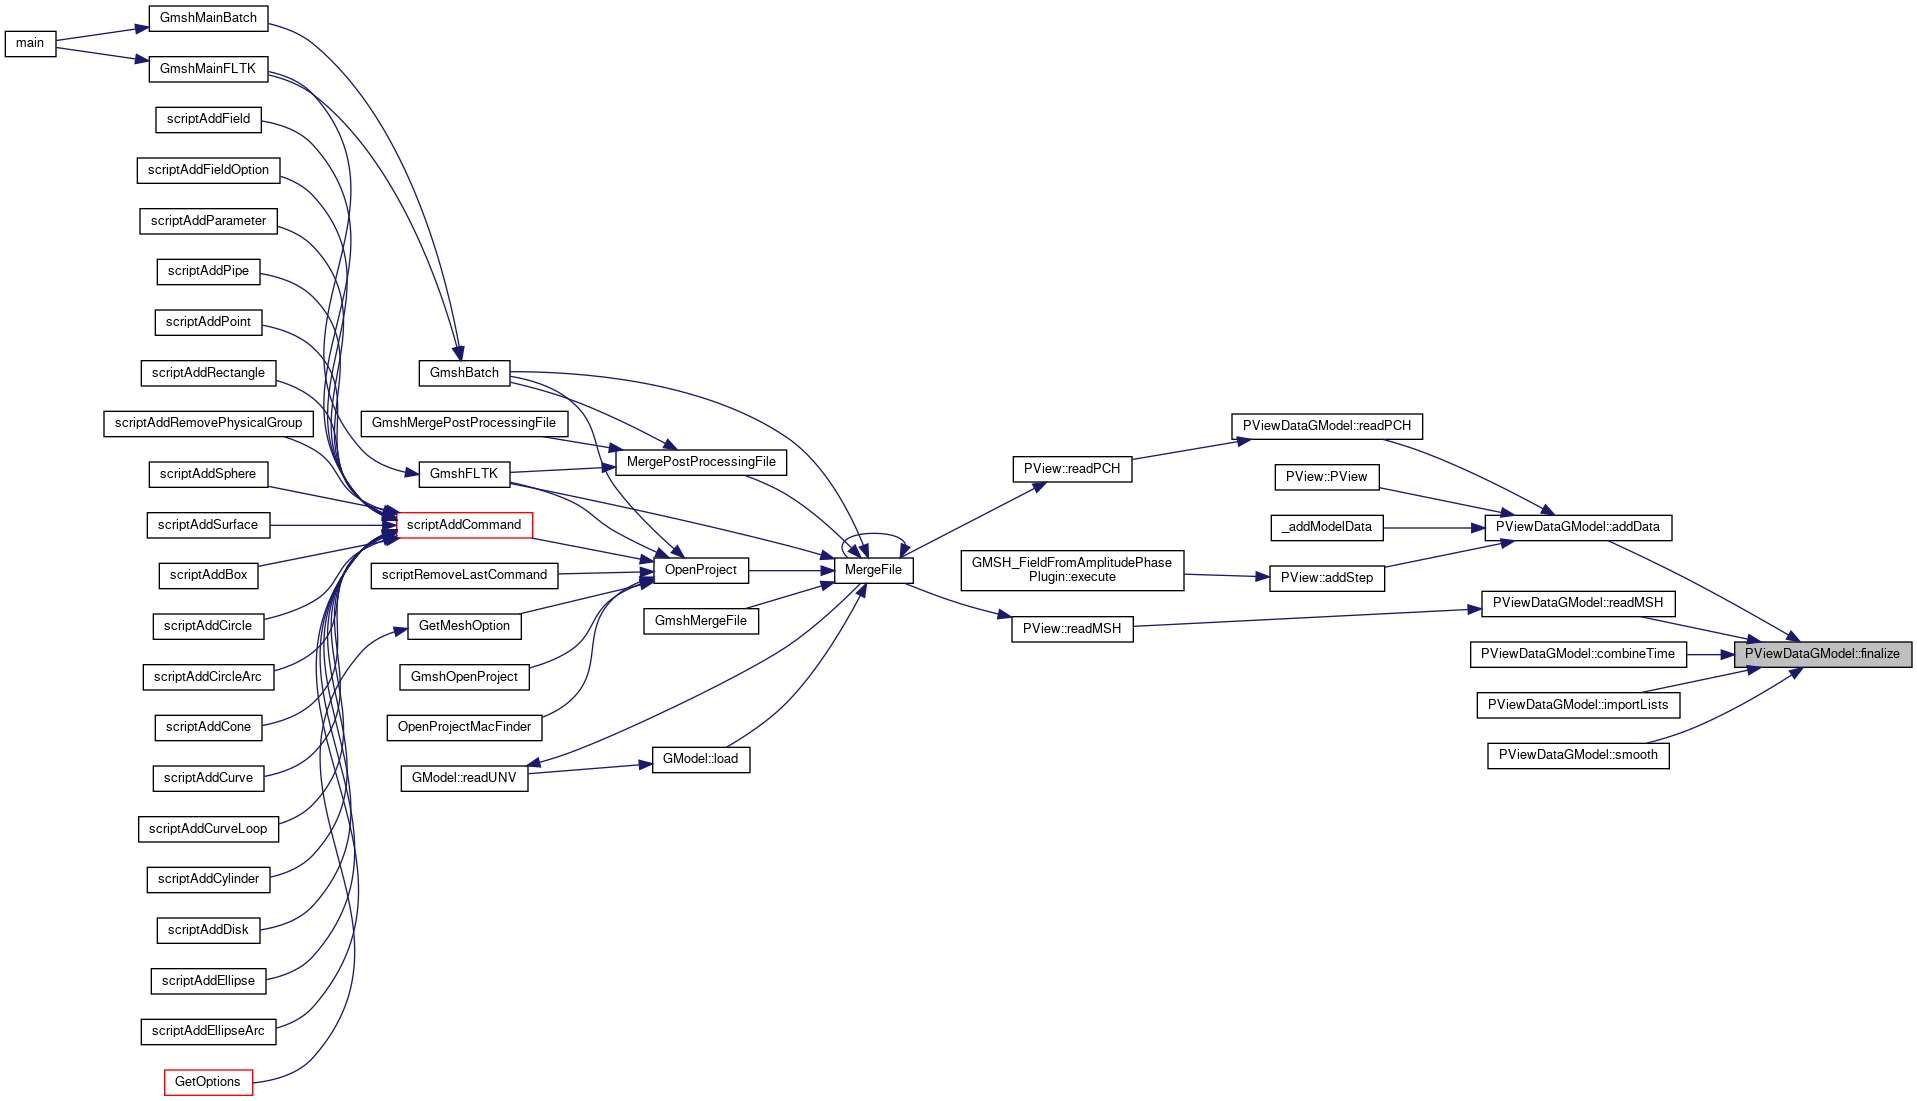 main
GmshMainBatch
GmshMainFLTK
scriptAddField
scriptAddFieldOption
scriptAddParameter
scriptAddPipe
scriptAddPoint
scriptAddRectangle
scriptAddRemovePhysicalGroup
scriptAddSphere
scriptAddSurface
scriptAddBox
scriptAddCircle
scriptAddCircleArc
scriptAddCone
scriptAddCurve
scriptAddCurveLoop
scriptAddCylinder
scriptAddDisk
scriptAddEllipse
scriptAddEllipseArc
GetOptions
GmshBatch
GmshMergePostProcessingFile
GmshFLTK
scriptAddCommand
scriptRemoveLastCommand
GetMeshOption
GmshOpenProject
OpenProjectMacFinder
GModel::readUNV
MergePostProcessingFile
OpenProject
GmshMergeFile
GModel::load
MergeFile
PView::readPCH
GMSH_FieldFromAmplitudePhase
Plugin::execute
PView::readMSH
PViewDataGModel::readPCH
PView::PView
_addModelData
PView::addStep
PViewDataGModel::addData
PViewDataGModel::readMSH
PViewDataGModel::combineTime
PViewDataGModel::importLists
PViewDataGModel::smooth
PViewDataGModel::finalize